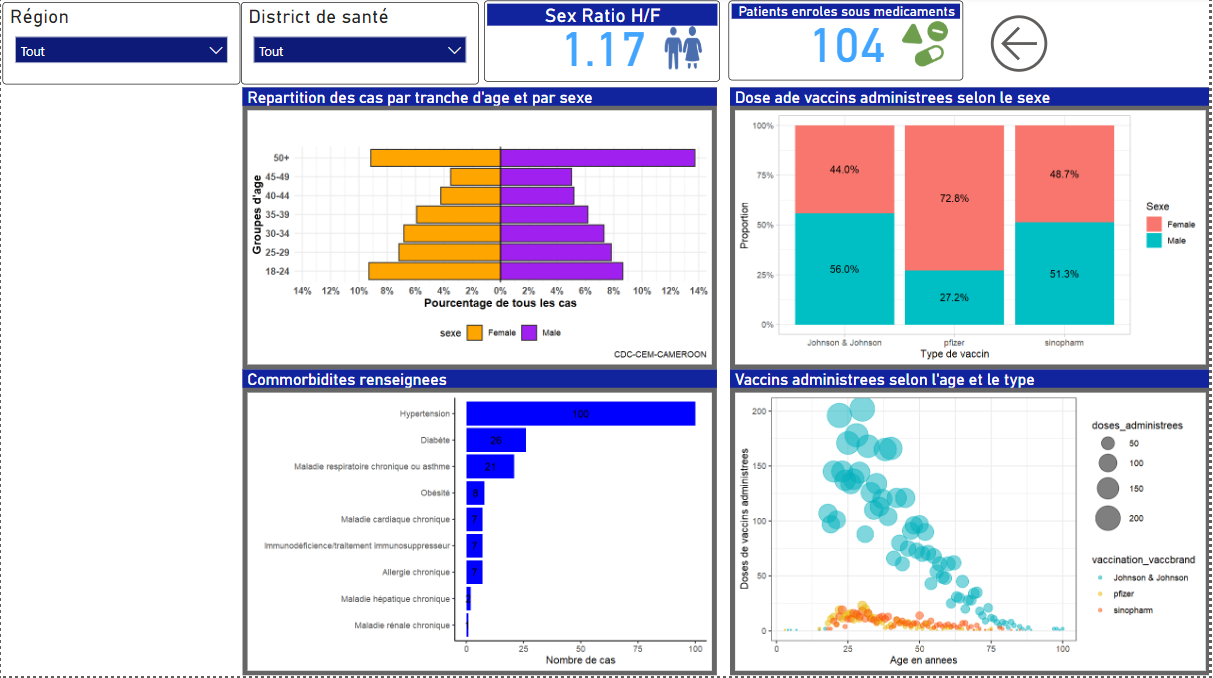 Région
Tout
District de santé
Tout
Sex Ratio H/F
1.17
Patients enroles sous medicaments
104
Repartition des cas par tranche d'age et par sexe
Groupes d'age
50+
45-49
40-44
35-39
30-34
25-29
18-24
14% 12% 10% 8% 6% 4% 2% 0% 2% 4% 6% 8% 10% 12% 14%
Pourcentage de tous les cas
sexe Female Male
CDC-CEM-CAMEROON
Dose ade vaccins administrees selon le sexe
Proportion
100%
75%
50%
25%
0%
44.0% 72.8% 48.7%
56.0% 27.2% 51.3%
Johnson & Johnson pfizer sinopharm
Type de vaccin
Sexe
Female
Male
Commorbidites renseignees
Hypertension 100
Diabète 26
Maladie respiratoire chronique ou asthme 21
Obésité
Maladie cardiaque chronique 7
Immunodéficience/traitement immunosuppresseur 7
Allergie chronique 7
Maladie hépatique chronique 2
Maladie rénale chronique 1
0 25 50 75 100
Nombre de cas
Vaccins administrees selon l'age et le type
Doses de vaccins administrees
200
150
100
50
0
0 25 50 75 100
Age en annees
doses_administrees
50
100
150
200
vaccination_vaccbrand
Johnson & Johnson
pfizer
sinopharm